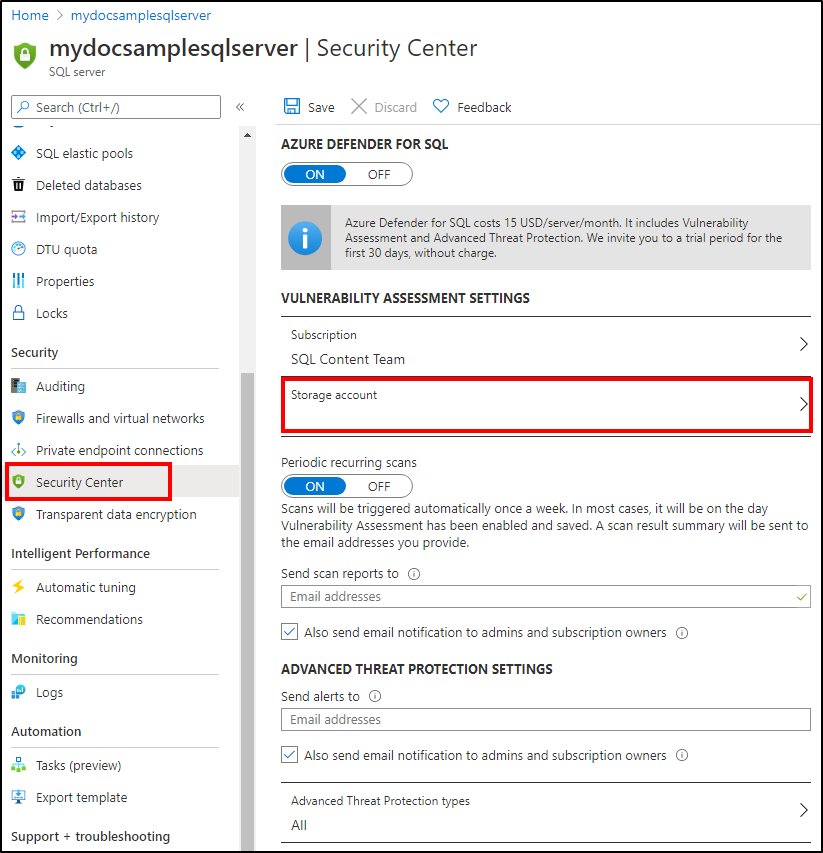 Home > mydocsamplesqlserver
mydocsamplesqlserver | Security Center
SQL server
Search (Ctrl+/)
«
SQL elastic pools
Deleted databases
Import/Export history
DTU quota
Properties
Locks
Security
Auditing
Firewalls and virtual networks
Private endpoint connections
Security Center
Transparent data encryption
Intelligent Performance
Automatic tuning
Recommendations
Monitoring
Logs
Automation
Tasks (preview)
Export template
Support + troubleshooting
Save
Discard
Feedback
AZURE DEFENDER FOR SQL
ON OFF
Azure Defender for SQL costs 15 USD/server/month. It includes Vulnerability
Assessment and Advanced Threat Protection. We invite you to a trial period for the
first 30 days, without charge.
VULNERABILITY ASSESSMENT SETTINGS
Subscription
SQL Content Team
Storage account
Periodic recurring scans
ON OFF
Scans will be triggered automatically once a week. In most cases, it will be on the day
Vulnerability Assessment has been enabled and saved. A scan result summary will be sent to
the email addresses you provide.
Send scan reports to
Email addresses
Also send email notification to admins and subscription owners
ADVANCED THREAT PROTECTION SETTINGS
Send alerts to
Email addresses
Also send email notification to admins and subscription owners
Advanced Threat Protection types
All